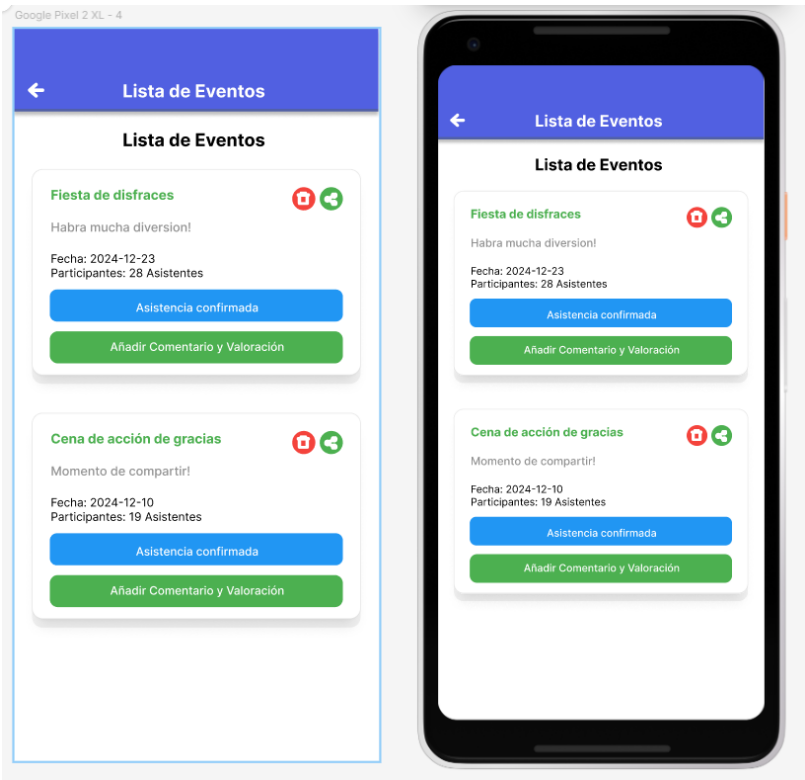 Google Pixel 2 XL - 4
Lista de Eventos
Lista de Eventos
Fiesta de disfraces
Habra mucha diversion!
Fecha: 2024-12-23
Participantes: 28 Asistentes
Asistencia confirmada
Añadir Comentario y Valoración
Cena de acción de gracias
Momento de compartir!
Fecha: 2024-12-10
Participantes: 19 Asistentes
Asistencia confirmada
Añadir Comentario y Valoración
Lista de Eventos
Lista de Eventos
Fiesta de disfraces
Habra mucha diversion!
Fecha: 2024-12-23
Participantes: 28 Asistentes
Asistencia confirmada
Añadir Comentario y Valoración
Cena de acción de gracias
Momento de compartir!
Fecha: 2024-12-10
Participantes: 19 Asistentes
Asistencia confirmada
Añadir Comentario y Valoración